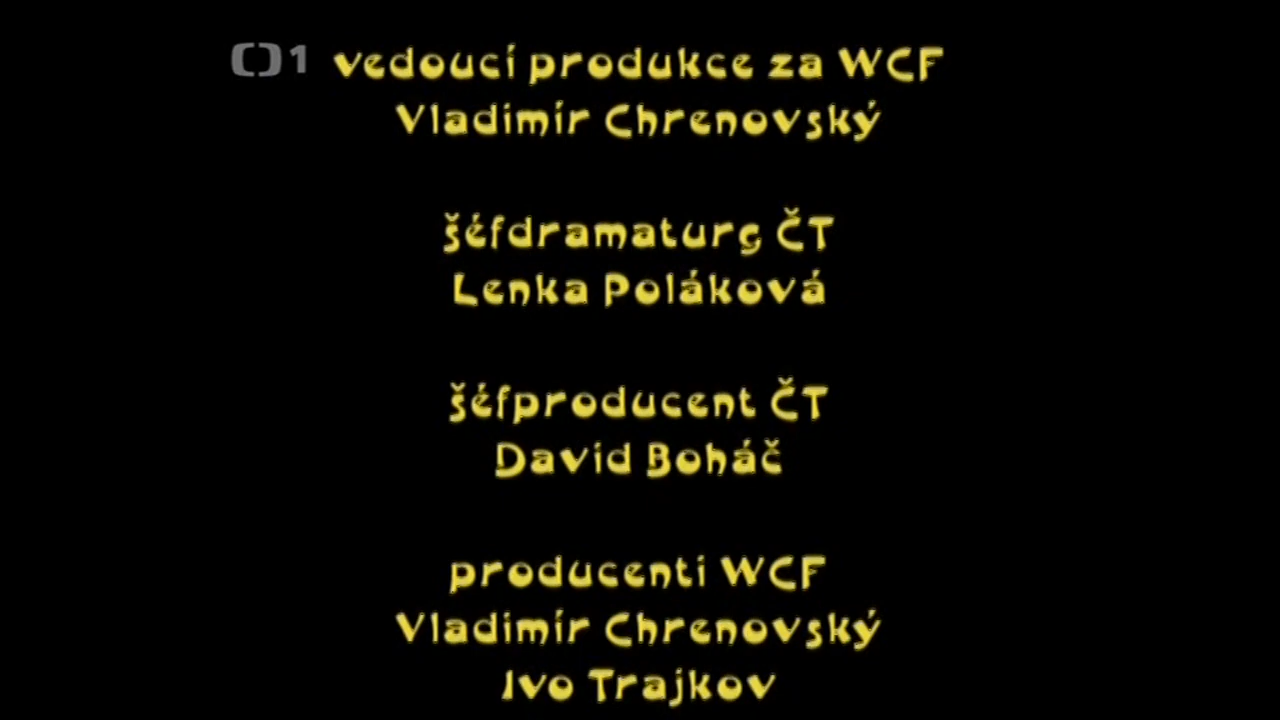 1 vedoucí produkce za WCF
Vladimír Chrenovský
šéfdramaturg ČT
Lenka Poláková
šéfproducent ČT
David Boháč
producenti WCF
Vladimír Chrenovský
Ivo Trajkov